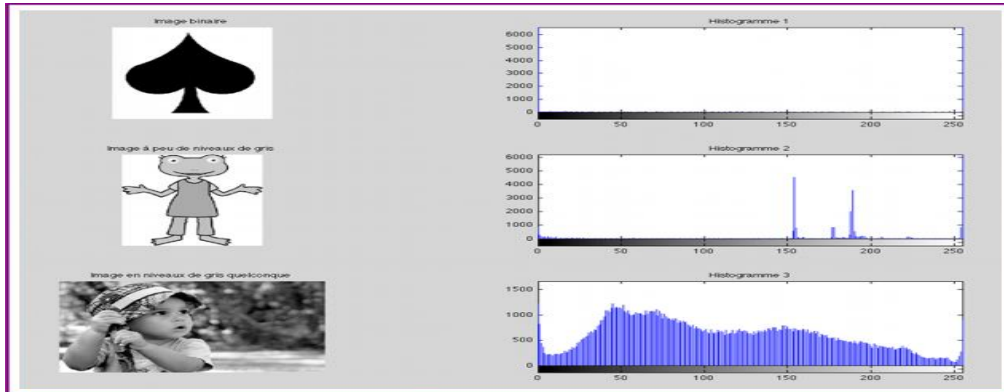 Image binaire
Histogramme 1
6000
5000
4000
3000
2000
1000
0
0 50 100 150 200 250
Image à peu de niveaux de gris
Histogramme 2
6000
5000
4000
3000
2000
1000
0
0 50 100 150 200 250
Image en niveaux de gris quelconque
Histogramme 3
1500
1000
500
0
0 50 100 150 200 250